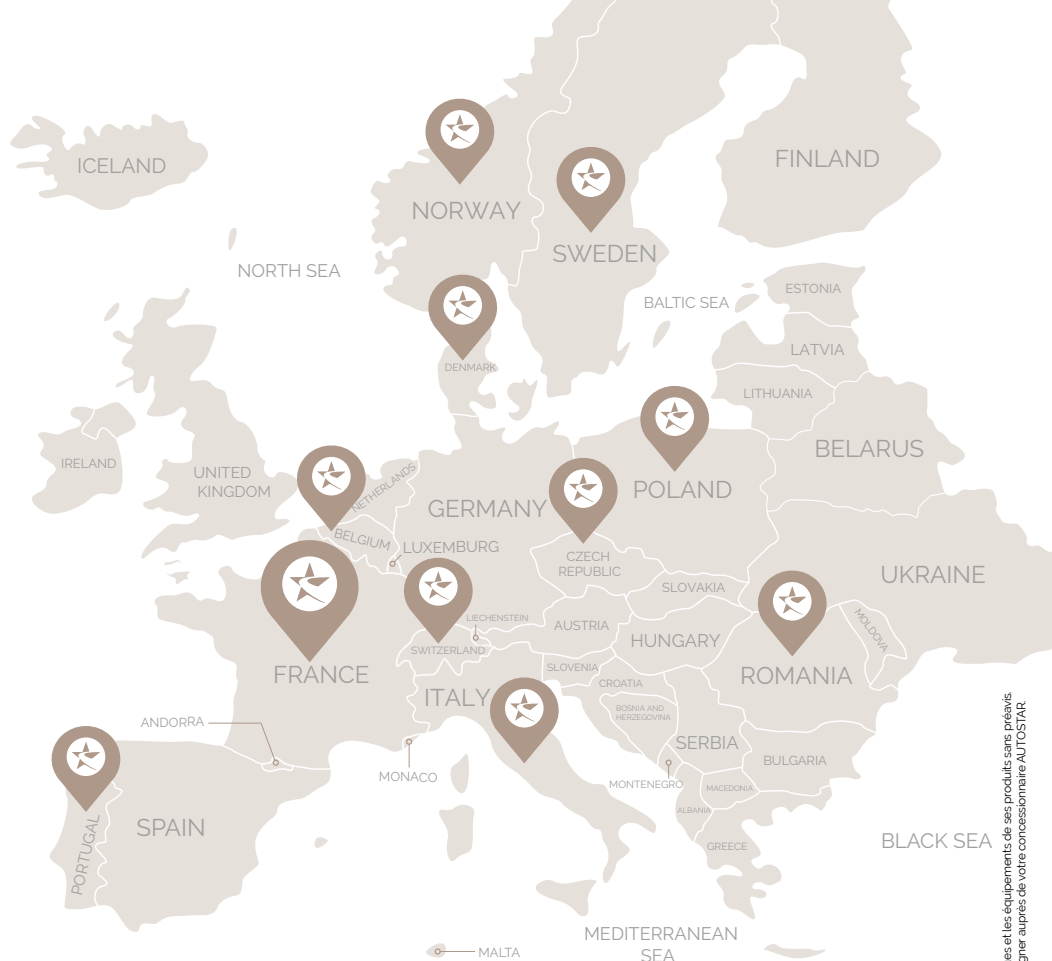 ICELAND
FINLAND
NORWAY
SWEDEN
NORTH SEA
ESTONIA
BALTIC SEA
LATVIA
DENMARK
LITHUANIA
BELARUS
IRELAND
UNITED
KINGDOM
NETHERLANDS
GERMANY
POLAND
BELGIUM
LUXEMBURG
CZECH
REPUBLIC
UKRAINE
SLOVAKIA
LIECHENSTEIN
AUSTRIA
HUNGARY
MOLDOVA
SWITZERLAND
FRANCE
SLOVENIA
ROMANIA
CROATIA
ITALY
BOSNIA AND
HERZEGOVINA
ANDORRA
SERBIA
BULGARIA
MONACO
MONTENEGRO
MACEDONIA
ALBANIA
SPAIN
PORTUGAL
GREECE
BLACK SEA
MEDITERRANEAN
SEA
MALTA
et les équipements de ses produits sans préavis.
auprès de votre concessionnaire AUTOSTAR.